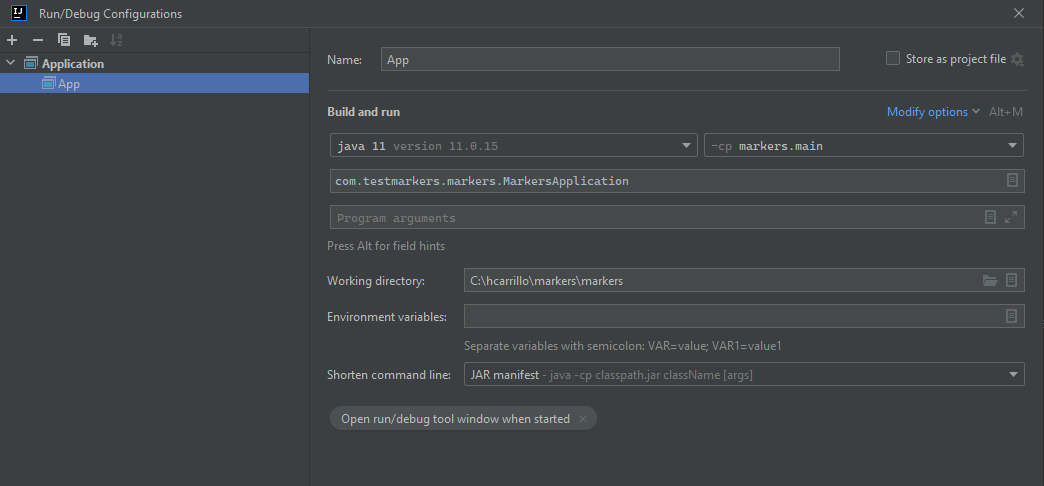 IJ Run/Debug Configurations
Application
App
Name: App Store as project file
Build and run Modify options Alt+M
java 11 version 11.0.15 -cp markers.main
com.testmarkers.markers.MarkersApplication
Program arguments
Press Alt for field hints
Working directory: C:\hcarrillo\markers\markers
Environment variables:
Separate variables with semicolon: VAR=value; VAR1=value1
Shorten command line: JAR manifest - java -cp classpath.jar className [args]
Open run/debug tool window when started